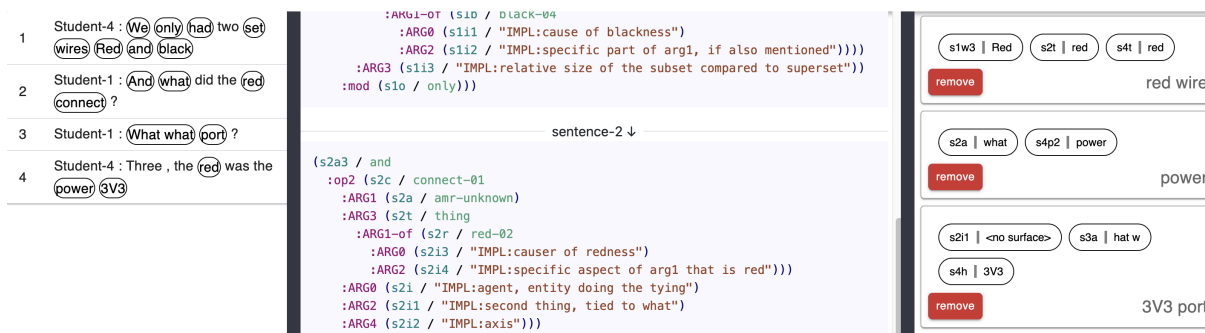 1 Student-4 : We only had two set
wires Red and black
2 Student-1 : And what did the red
connect ?
3 Student-1 : What what port ?
4 Student-4 : Three , the red was the
power 3V3
:ARG1-of (s1b / black-04
:ARG0 (s1i1 / "IMPL:cause of blackness")
:ARG2 (s1i2 / "IMPL:specific part of arg1, if also mentioned"))))
:ARG3 (s1i3 / "IMPL:relative size of the subset compared to superset"))
:mod (s1o / only)))
sentence-2 ↓
(s2a3 / and
:op2 (s2c / connect-01
:ARG1 (s2a / amr-unknown)
:ARG3 (s2t / thing
:ARG1-of (s2r / red-02
:ARG0 (s2i3 / "IMPL:causer of redness")
:ARG2 (s2i4 / "IMPL:specific aspect of arg1 that is red")))
:ARG0 (s2i / "IMPL:agent, entity doing the tying")
:ARG2 (s2i1 / "IMPL:second thing, tied to what")
:ARG4 (s2i2 / "IMPL:axis")))
s1w3 || Red s2t || red s4t || red
remove red wire
s2a || what s4p2 || power
remove power
s2i1 || <no surface> s3a || hat w
s4h || 3V3
remove 3V3 port